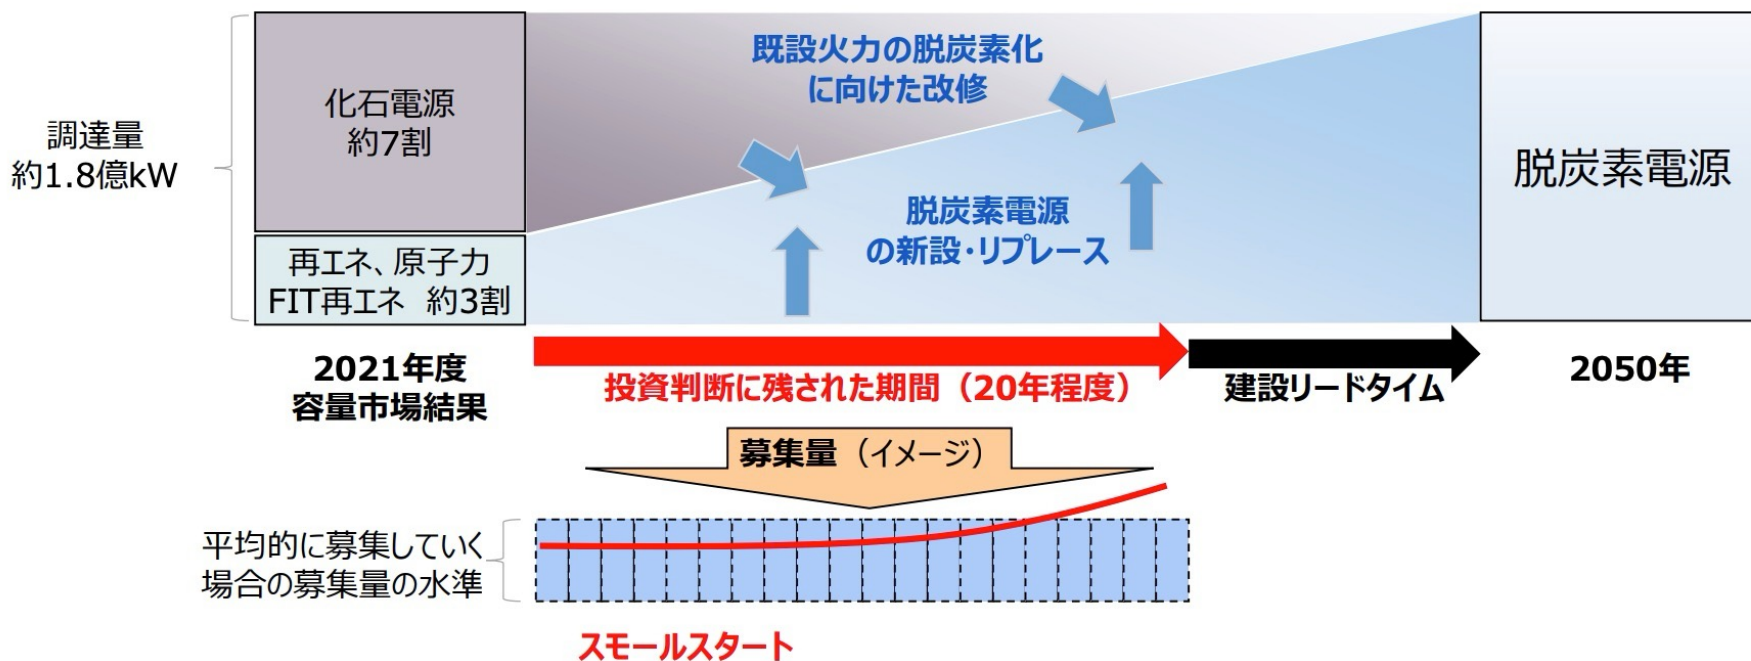 調達量
約1.8億kW
化石電源
約7割
再エネ、原子力
FIT再エネ　約3割
2021年度
容量市場結果
既設火力の脱炭素化
に向けた改修
脱炭素電源
の新設・リプレース
脱炭素電源
2050年
投資判断に残された期間（20年程度）
建設リードタイム
募集量（イメージ）
平均的に募集していく
場合の募集量の水準
スモールスタート